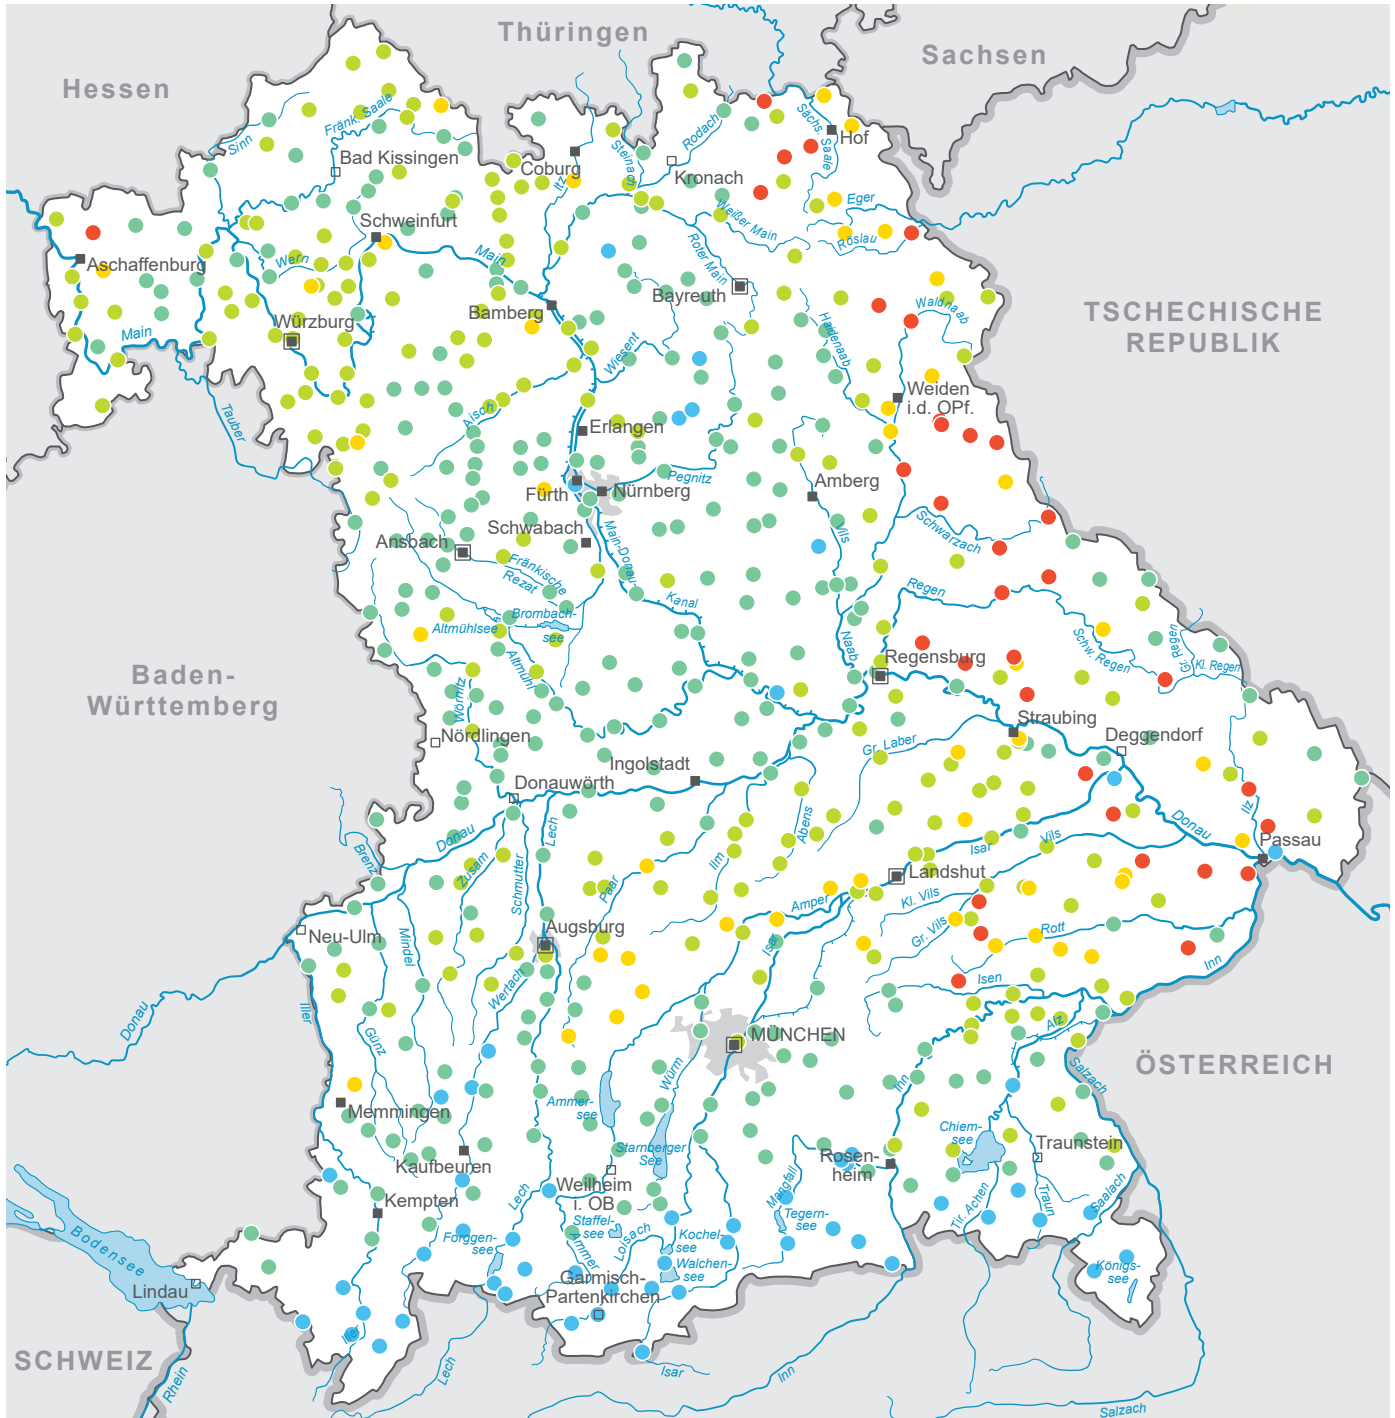 Thüringen
Sachsen
Hessen
Fränk. Saale
Sinn
Rodach
Sächs. Saale
Hof
Bad Kissingen
Coburg
Itz
Steinach
Kronach
Eger
Weißer Main
Röslau
Schweinfurt
Main
Wern
Aschaffenburg
Roter Main
Bayreuth
Bamberg
Waldnaab
Haidenaab
TSCHECHISCHE
REPUBLIK
Würzburg
Main
Wiesent
Weiden
i.d. OPf.
Tauber
Aisch
Erlangen
Pegnitz
Amberg
Fürth
Nürnberg
Schwabach
Vils
Schwarzach
Ansbach
Main-Donau-
Kanal
Fränkische
Rezat
Regen
Brombach-
see
Altmühlsee
Altmühl
Naab
Regensburg
Schw. Regen
Gr. Regen
Kl. Regen
Baden-
Württemberg
Wörnitz
Nördlingen
Straubing
Deggendorf
Gr. Laber
Ingolstadt
Donauwörth
Lech
Abens
Ilz
Donau
Donau
Passau
Brenz
Zusam
Schmutter
Ilm
Isar
Vils
Paar
Landshut
Kl. Vils
Amper
Gr. Vils
Rott
Augsburg
Neu-Ulm
Mindel
Isar
Inn
Isen
Wertach
Donau
Iller
Günz
MÜNCHEN
Alz
ÖSTERREICH
Würm
Inn
Salzach
Ammer-
see
Memmingen
Starnberger
See
Chiem-
see
Traunstein
Kaufbeuren
Rosen-
heim
Weilheim
i. OB
Mangfall
Kempten
Lech
Tir. Achen
Traun
Saalach
Staffel-
see
Tegern-
see
Forggen-
see
Ammer
Loisach
Kochel-
see
Walchen-
see
Königs-
see
Bodensee
Lindau
Garmisch-
Partenkirchen
Iller
SCHWEIZ
Rhein
Lech
Isar
Inn
Salzach